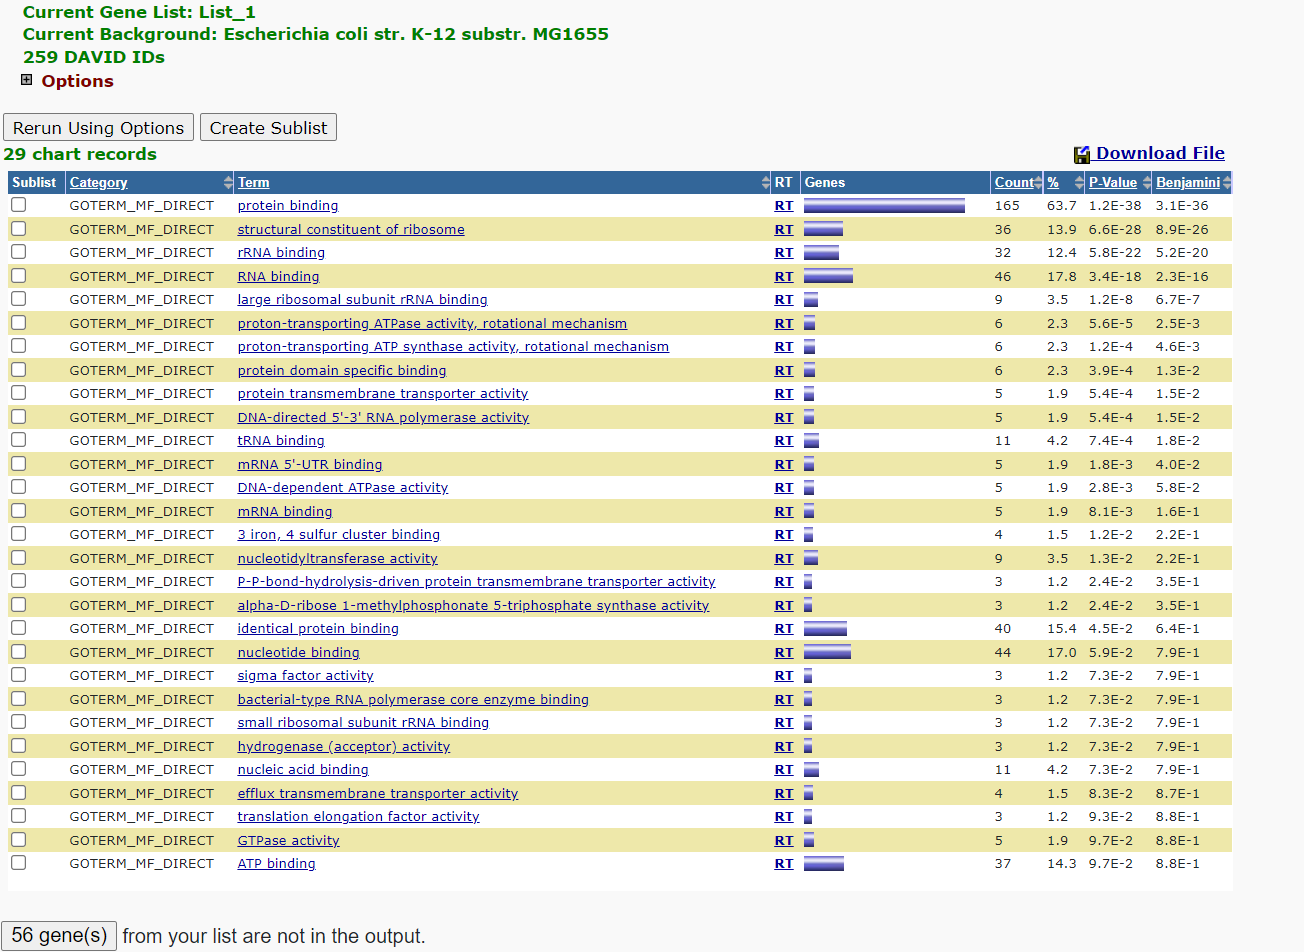 Current Gene List: List_1
Current Background: Escherichia coli str. K-12 substr. MG1655
259 DAVID IDs
Options
Rerun Using Options Create Sublist
29 chart records Download File
Sublist Category Term RT Genes Count % P-Value Benjamini
GOTERM_MF_DIRECT protein binding RT 165 63.7 1.2E-38 3.1E-36
GOTERM_MF_DIRECT structural constituent of ribosome RT 36 13.9 6.6E-28 8.9E-26
GOTERM_MF_DIRECT rRNA binding RT 32 12.4 5.8E-22 5.2E-20
GOTERM_MF_DIRECT RNA binding RT 46 17.8 3.4E-18 2.3E-16
GOTERM_MF_DIRECT large ribosomal subunit rRNA binding RT 9 3.5 1.2E-8 6.7E-7
GOTERM_MF_DIRECT proton-transporting ATPase activity, rotational mechanism RT 6 2.3 5.6E-5 2.5E-3
GOTERM_MF_DIRECT proton-transporting ATP synthase activity, rotational mechanism RT 6 2.3 1.2E-4 4.6E-3
GOTERM_MF_DIRECT protein domain specific binding RT 6 2.3 3.9E-4 1.3E-2
GOTERM_MF_DIRECT protein transmembrane transporter activity RT 5 1.9 5.4E-4 1.5E-2
GOTERM_MF_DIRECT DNA-directed 5'-3' RNA polymerase activity RT 5 1.9 5.4E-4 1.5E-2
GOTERM_MF_DIRECT tRNA binding RT 11 4.2 7.4E-4 1.8E-2
GOTERM_MF_DIRECT mRNA 5'-UTR binding RT 5 1.9 1.8E-3 4.0E-2
GOTERM_MF_DIRECT DNA-dependent ATPase activity RT 5 1.9 2.8E-3 5.8E-2
GOTERM_MF_DIRECT mRNA binding RT 5 1.9 8.1E-3 1.6E-1
GOTERM_MF_DIRECT 3 iron, 4 sulfur cluster binding RT 4 1.5 1.2E-2 2.2E-1
GOTERM_MF_DIRECT nucleotidyltransferase activity RT 9 3.5 1.3E-2 2.2E-1
GOTERM_MF_DIRECT P-P-bond-hydrolysis-driven protein transmembrane transporter activity RT 3 1.2 2.4E-2 3.5E-1
GOTERM_MF_DIRECT alpha-D-ribose 1-methylphosphonate 5-triphosphate synthase activity RT 3 1.2 2.4E-2 3.5E-1
GOTERM_MF_DIRECT identical protein binding RT 40 15.4 4.5E-2 6.4E-1
GOTERM_MF_DIRECT nucleotide binding RT 44 17.0 5.9E-2 7.9E-1
GOTERM_MF_DIRECT sigma factor activity RT 3 1.2 7.3E-2 7.9E-1
GOTERM_MF_DIRECT bacterial-type RNA polymerase core enzyme binding RT 3 1.2 7.3E-2 7.9E-1
GOTERM_MF_DIRECT small ribosomal subunit rRNA binding RT 3 1.2 7.3E-2 7.9E-1
GOTERM_MF_DIRECT hydrogenase (acceptor) activity RT 3 1.2 7.3E-2 7.9E-1
GOTERM_MF_DIRECT nucleic acid binding RT 11 4.2 7.3E-2 7.9E-1
GOTERM_MF_DIRECT efflux transmembrane transporter activity RT 4 1.5 8.3E-2 8.7E-1
GOTERM_MF_DIRECT translation elongation factor activity RT 3 1.2 9.3E-2 8.8E-1
GOTERM_MF_DIRECT GTPase activity RT 5 1.9 9.7E-2 8.8E-1
GOTERM_MF_DIRECT ATP binding RT 37 14.3 9.7E-2 8.8E-1
56 gene(s) from your list are not in the output.